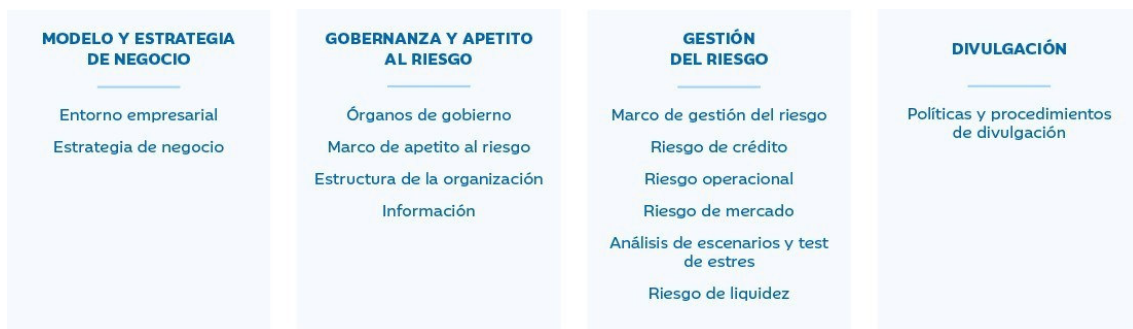 MODELO Y ESTRATEGIA
DE NEGOCIO
Entorno empresarial
Estrategia de negocio
GOBERNANZA Y APETITO
AL RIESGO
Órganos de gobierno
Marco de apetito al riesgo
Estructura de la organización
Información
GESTIÓN
DEL RIESGO
Marco de gestión del riesgo
Riesgo de crédito
Riesgo operacional
Riesgo de mercado
Análisis de escenarios y test
de estres
Riesgo de liquidez
DIVULGACIÓN
Políticas y procedimientos
de divulgación